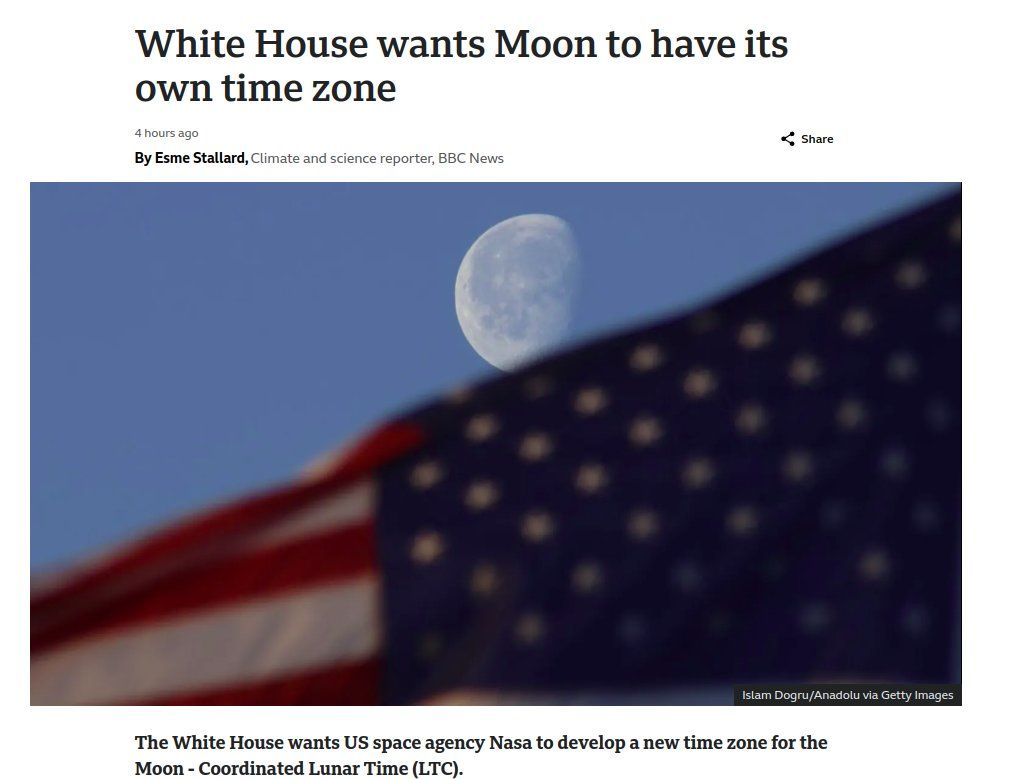 White House wants Moon to have its
own time zone
4 hours ago
Share
By Esme Stallard, Climate and science reporter, BBC News
Islam Dogru/Anadolu via Getty Images
The White House wants US space agency Nasa to develop a new time zone for the
Moon - Coordinated Lunar Time (LTC).